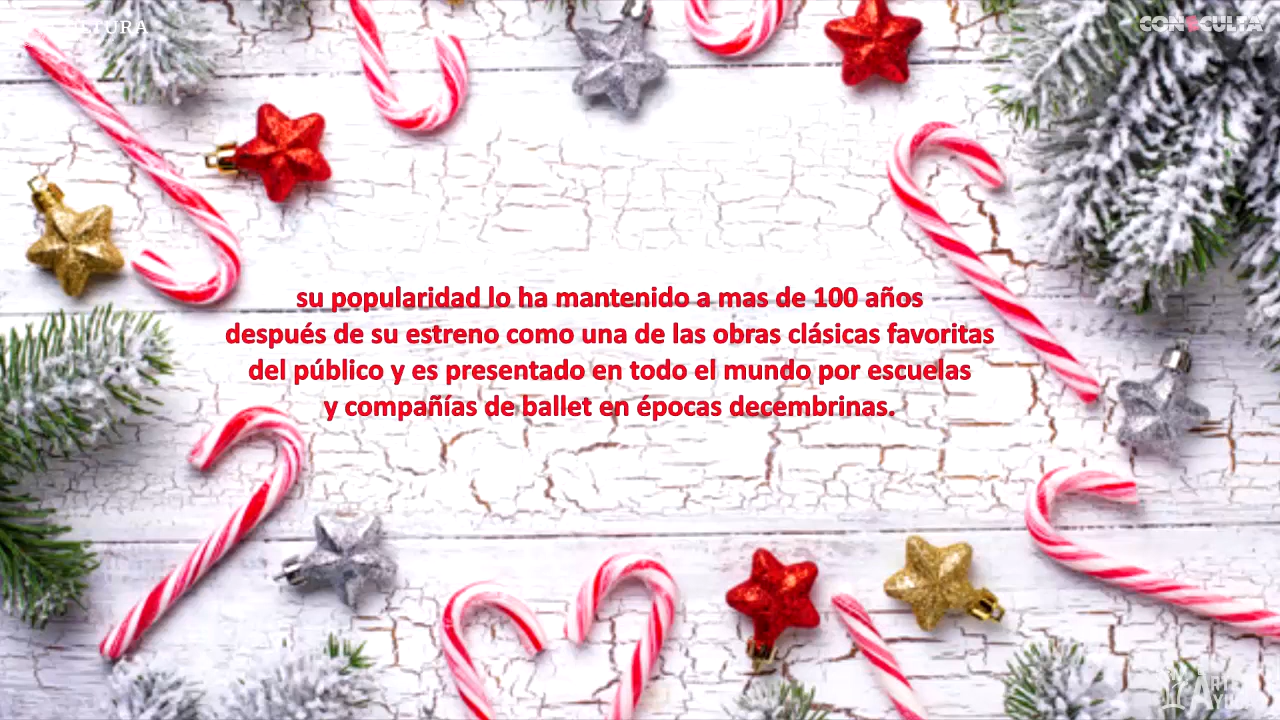 CONECULTA
su popularidad lo ha mantenido a mas de 100 años
después de su estreno como una de las obras clásicas favoritas
del público y es presentado en todo el mundo por escuelas
y compañías de ballet en épocas decembrinas.